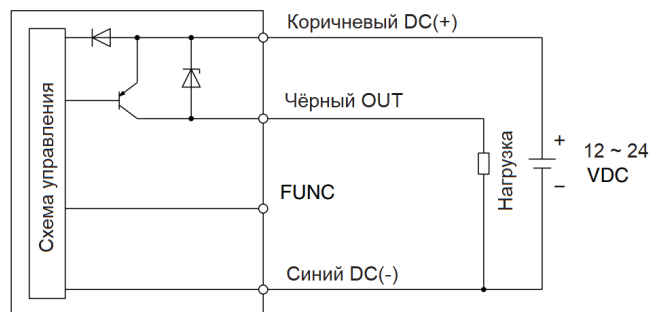 Коричневый DC(+)
Схема управления
Чёрный OUT
Нагрузка
+
12 ~ 24
VDC
−
FUNC
Синий DC(-)